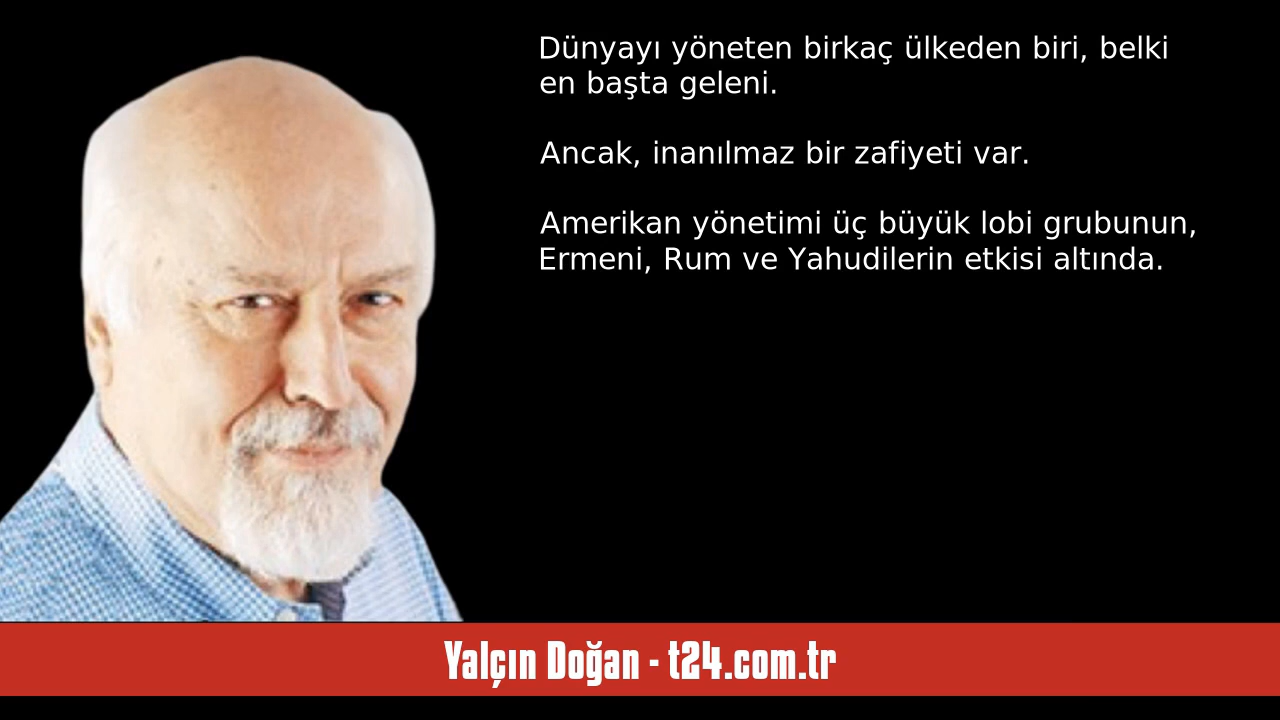 Dünyayı yöneten birkaç ülkeden biri, belki
en başta geleni.
Ancak, inanılmaz bir zafiyeti var.
Amerikan yönetimi üç büyük lobi grubunun,
Ermeni, Rum ve Yahudilerin etkisi altında.
Yalçın Doğan - t24.com.tr